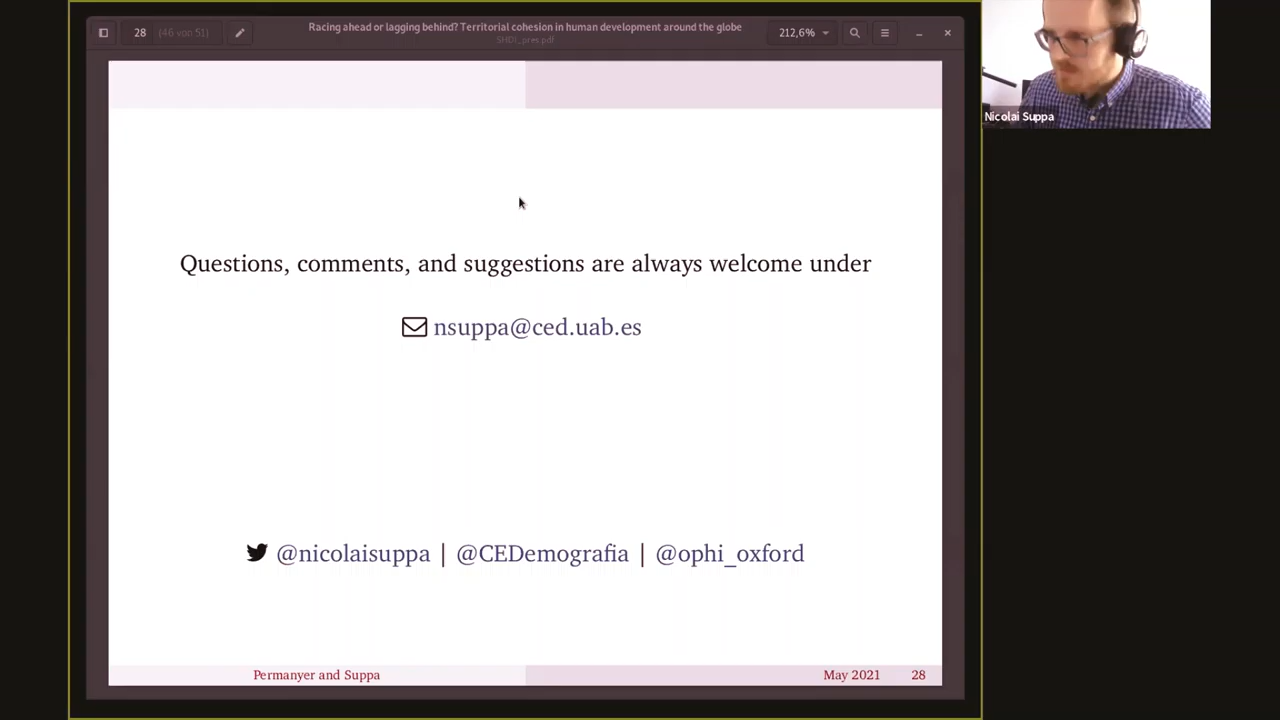 28 (46 von 51)
Racing ahead or lagging behind? Territorial cohesion in human development around the globe
SHDI_pres.pdf
212,6%
Nicolai Suppa
Questions, comments, and suggestions are always welcome under
nsuppa@ced.uab.es
@nicolaisuppa | @CEDemografia | @ophi_oxford
Permanyer and Suppa
May 2021 28